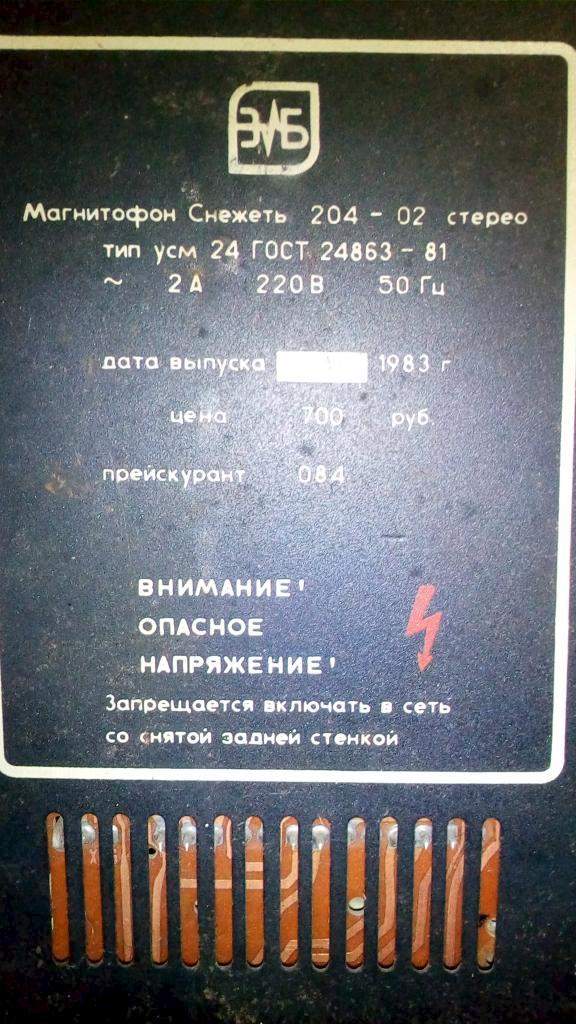 ЗМБ
Магнитофон Снежеть 204 - 02 стерео
тип усм 24 ГОСТ 24863 - 81
~ 2 А 220 В 50 Гц
дата выпуска 1983 г
цена 700 руб.
прейскурант 084
ВНИМАНИЕ!
ОПАСНОЕ
НАПРЯЖЕНИЕ!
Запрещается включать в сеть
со снятой задней стенкой